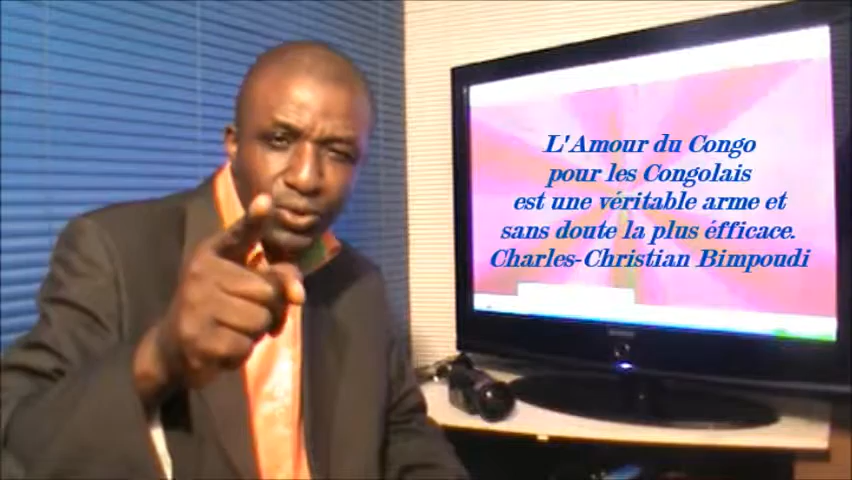 L'Amour du Congo
pour les Congolais
est une véritable arme et
sans doute la plus éfficace.
Charles-Christian Bimpoudi